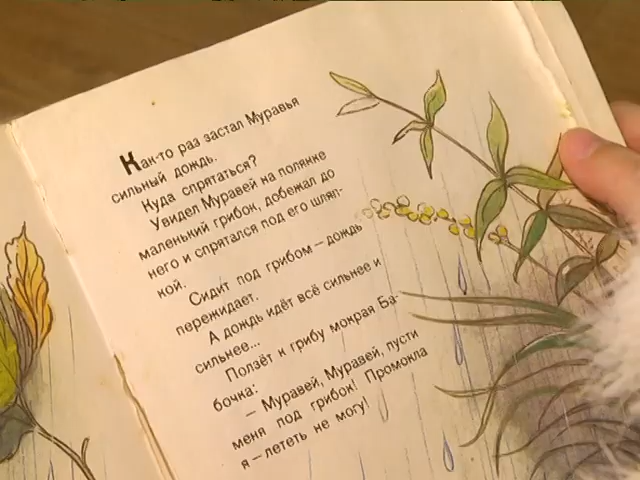 Как-то раз застал Муравья
сильный дождь.
Куда спрятаться?
Увидел Муравей на полянке
маленький грибок, добежал до
него и спрятался под его шляп-
кой.
Сидит под грибом – дождь
пережидает.
А дождь идёт всё сильнее и
сильнее...
Ползёт к грибу мокрая Ба-
бочка:
– Муравей, Муравей, пусти
меня под грибок! Промокла
я – лететь не могу!